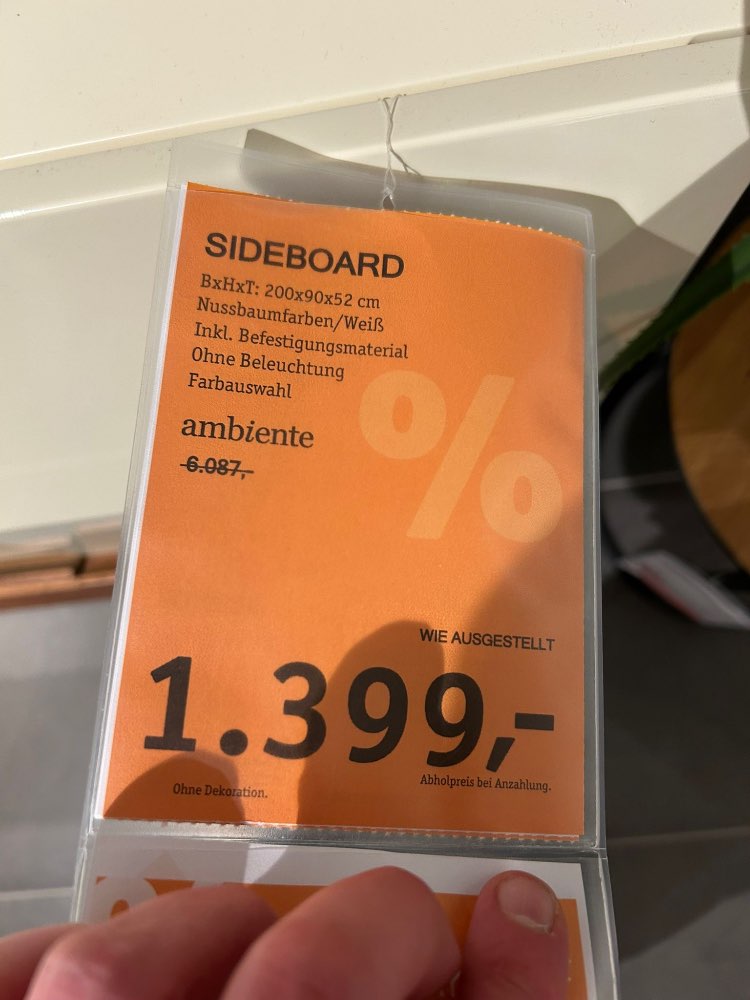 SIDEBOARD
BxHxT: 200x90x52 cm
Nussbaumfarben/Weiß
Inkl. Befestigungsmaterial
Ohne Beleuchtung
Farbauswahl
ambiente
6.087,-
%
WIE AUSGESTELLT
1.399,-
Ohne Dekoration.
Abholpreis bei Anzahlung.